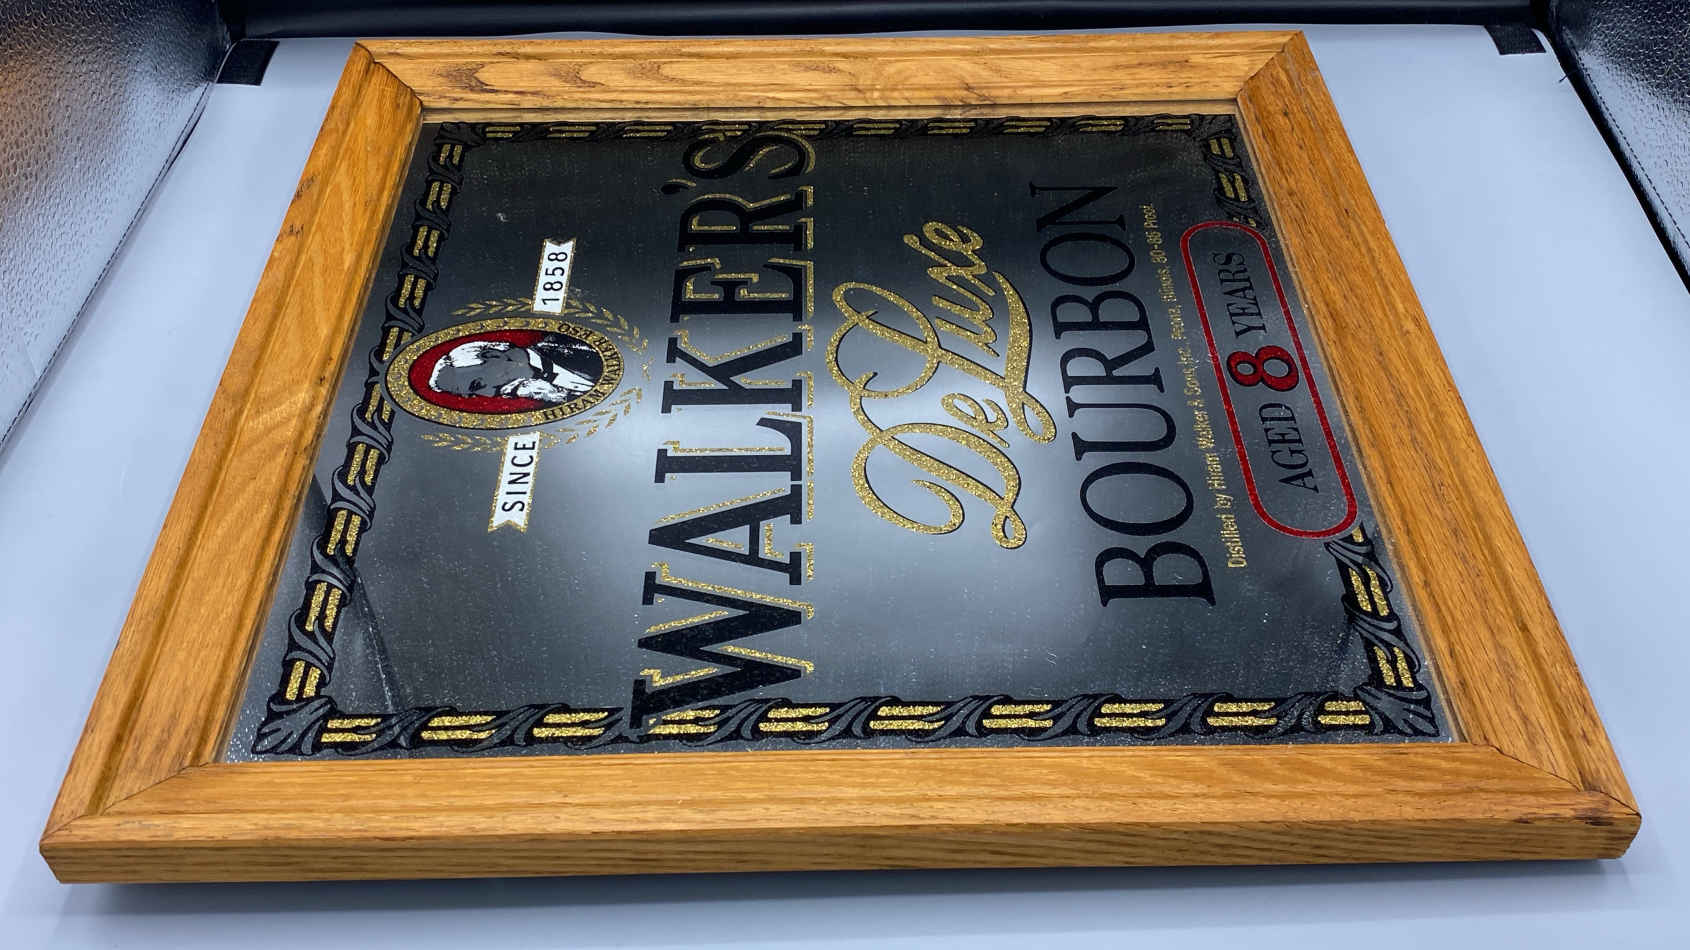 SINCE 1858
HIRAM WALKER ESQ
WALKER'S
DeLuxe
BOURBON
Distilled by Hiram Walker & Sons Inc., Peoria, Illinois. 80-86 Proof.
AGED 8 YEARS